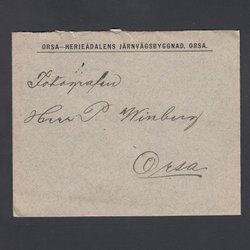 ORSA—HERJEÅDALENS JÄRNVÄGSBYGGNAD, ORSA.
Fotografen
Herr P Winberg
Orsa